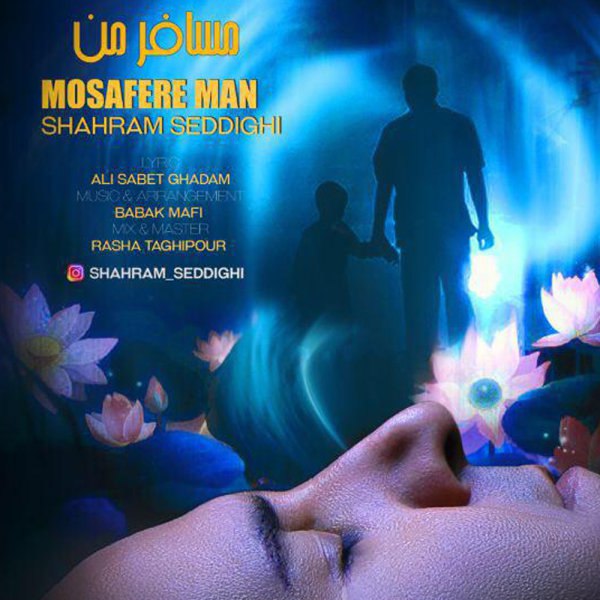 مسافر من
MOSAFERE MAN
SHAHRAM SEDDIGHI
LYRIC
ALI SABET GHADAM
MUSIC & ARRANGEMENT
BABAK MAFI
MIX & MASTER
RASHA TAGHIPOUR
SHAHRAM_SEDDIGHI